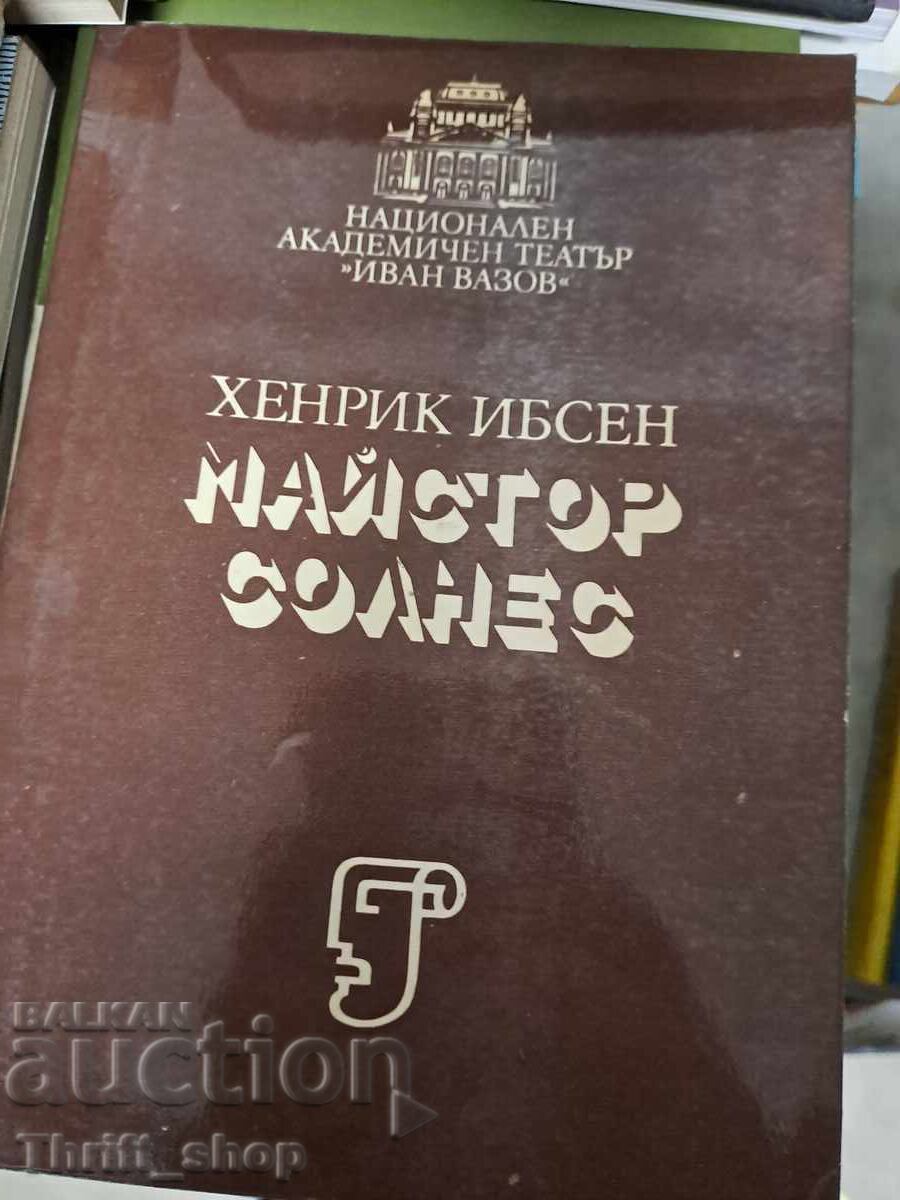 НАЦИОНАЛЕН
АКАДЕМИЧЕН ТЕАТЪР
»ИВАН ВАЗОВ«
ХЕНРИК ИБСЕН
МАЙСТОР
СОЛНЕС
BALKAN
auction
Thrift_shop